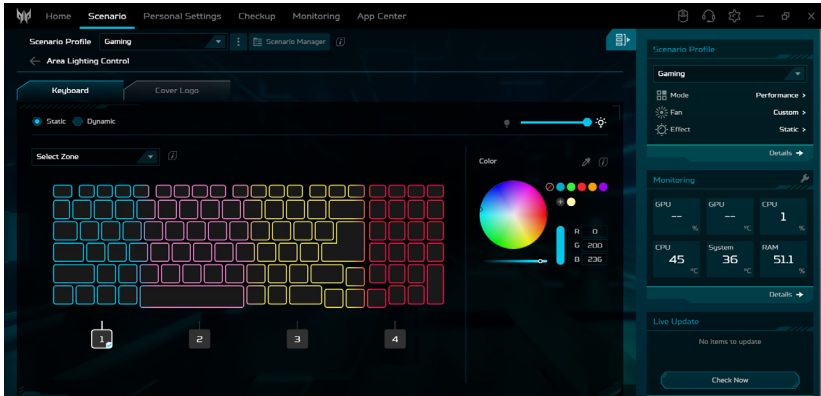 Home Scenario Personal Settings Checkup Monitoring App Center
Scenario Profile Gaming Scenario Manager
Area Lighting Control
Keyboard Cover Logo
Static Dynamic
Select Zone
Color
R 0
G 200
B 236
1 2 3 4
Scenario Profile
Gaming
Mode Performance >
Fan Custom >
Effect Static >
Details
Monitoring
GPU GPU CPU
-- -- 1
% °C %
CPU System RAM
45 36 51.1
°C °C %
Details
Live Update
No items to update
Check Now